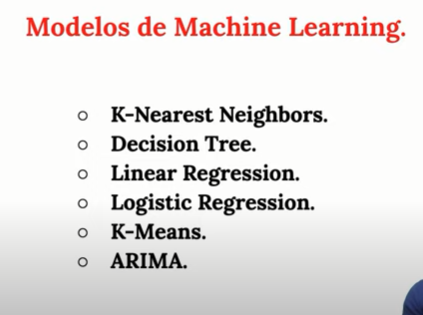 Modelos de Machine Learning.
K-Nearest Neighbors.
Decision Tree.
Linear Regression.
Logistic Regression.
K-Means.
ARIMA.